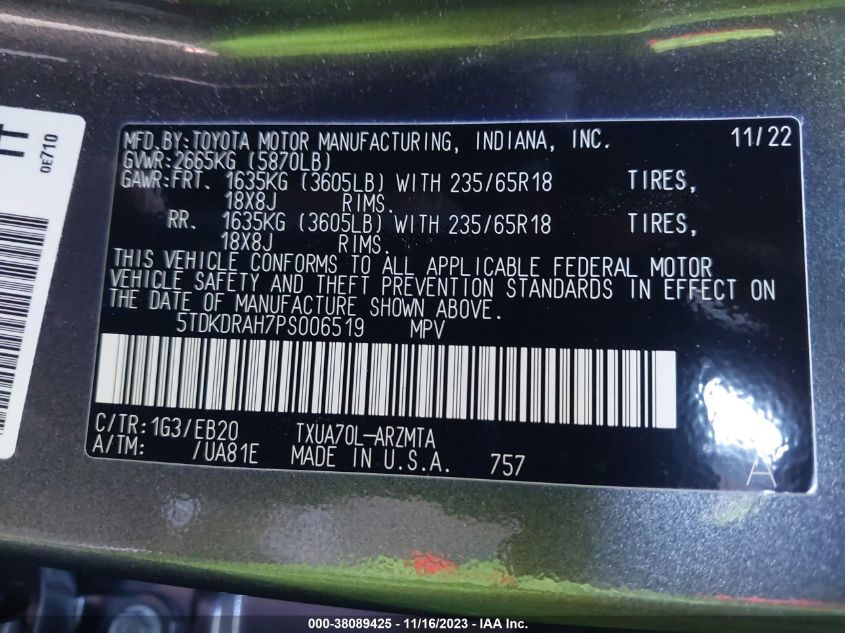 TT
0E710
MFD.BY:TOYOTA MOTOR MANUFACTURING, INDIANA, INC. 11/22
GVWR:2665KG (5870LB)
GAWR:FRT. 1635KG (3605LB) WITH 235/65R18 TIRES,
18X8J RIMS.
RR. 1635KG (3605LB) WITH 235/65R18 TIRES,
18X8J RIMS.
THIS VEHICLE CONFORMS TO ALL APPLICABLE FEDERAL MOTOR
VEHICLE SAFETY AND THEFT PREVENTION STANDARDS IN EFFECT ON
THE DATE OF MANUFACTURE SHOWN ABOVE.
5TDKDRAH7PS006519 MPV
C/TR:1G3/EB20 TXUA70L-ARZMTA
A/TM: /UA81E MADE IN U.S.A. 757
A
000-38089425 - 11/16/2023 - IAA Inc.